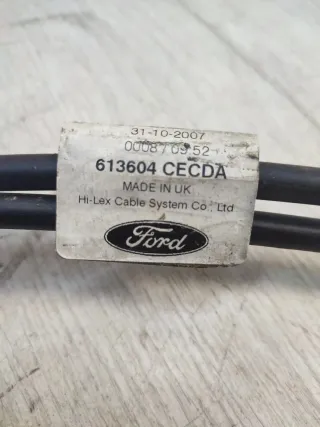 31-10-2007
0008 / 09 52
613604 CECDA
MADE IN UK
Hi-Lex Cable System Co., Ltd
Ford